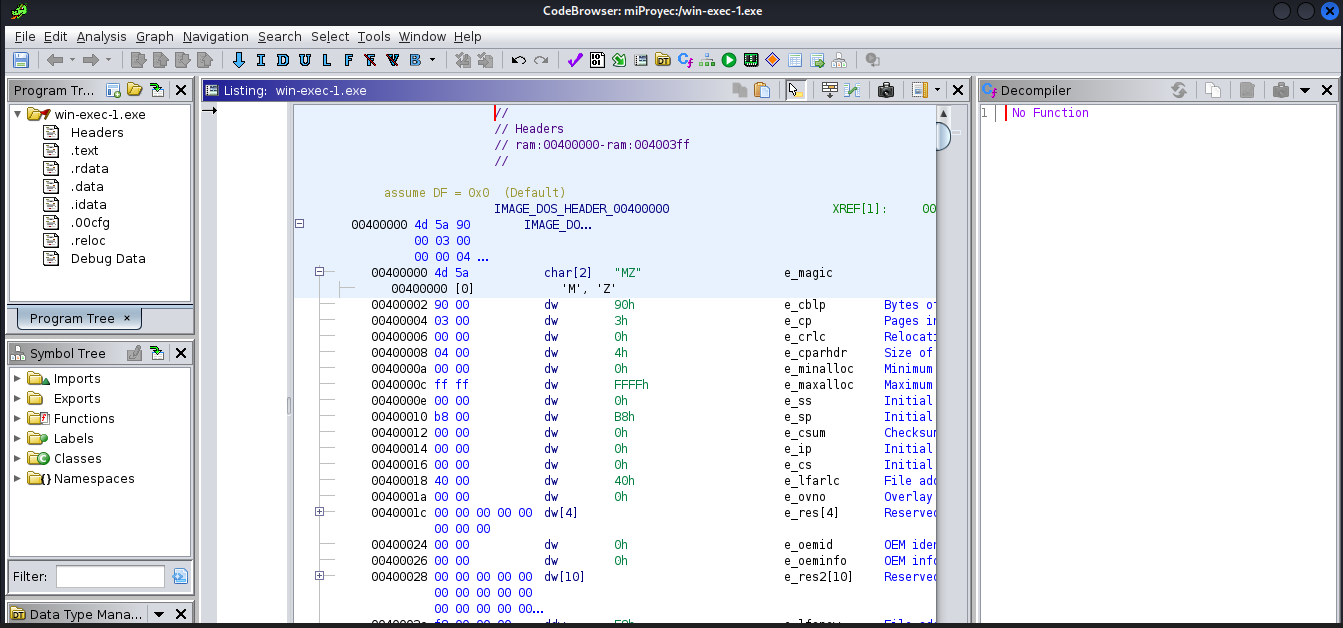 CodeBrowser: miProyec:/win-exec-1.exe
File Edit Analysis Graph Navigation Search Select Tools Window Help
I D U L F B
Program Tr...
win-exec-1.exe
Headers
.text
.rdata
.data
.idata
.00cfg
.reloc
Debug Data
Program Tree ×
Symbol Tree
Imports
Exports
Functions
Labels
Classes
Namespaces
Filter:
Data Type Mana...
Listing: win-exec-1.exe
//
// Headers
// ram:00400000-ram:004003ff
//
assume DF = 0x0 (Default)
IMAGE_DOS_HEADER_00400000 XREF[1]: 00
00400000 4d 5a 90 IMAGE_DO...
00 03 00
00 00 04 ...
00400000 4d 5a char[2] "MZ" e_magic
00400000 [0] 'M', 'Z'
00400002 90 00 dw 90h e_cblp Bytes of
00400004 03 00 dw 3h e_cp Pages in
00400006 00 00 dw 0h e_crlc Relocati
00400008 04 00 dw 4h e_cparhdr Size of
0040000a 00 00 dw 0h e_minalloc Minimum
0040000c ff ff dw FFFFh e_maxalloc Maximum
0040000e 00 00 dw 0h e_ss Initial
00400010 b8 00 dw B8h e_sp Initial
00400012 00 00 dw 0h e_csum Checksum
00400014 00 00 dw 0h e_ip Initial
00400016 00 00 dw 0h e_cs Initial
00400018 40 00 dw 40h e_lfarlc File add
0040001a 00 00 dw 0h e_ovno Overlay
0040001c 00 00 00 00 00 dw[4] e_res[4] Reserved
00 00 00
00400024 00 00 dw 0h e_oemid OEM iden
00400026 00 00 dw 0h e_oeminfo OEM info
00400028 00 00 00 00 00 dw[10] e_res2[10] Reserved
00 00 00 00 00
00 00 00 00 00...
Decompiler
1 No Function